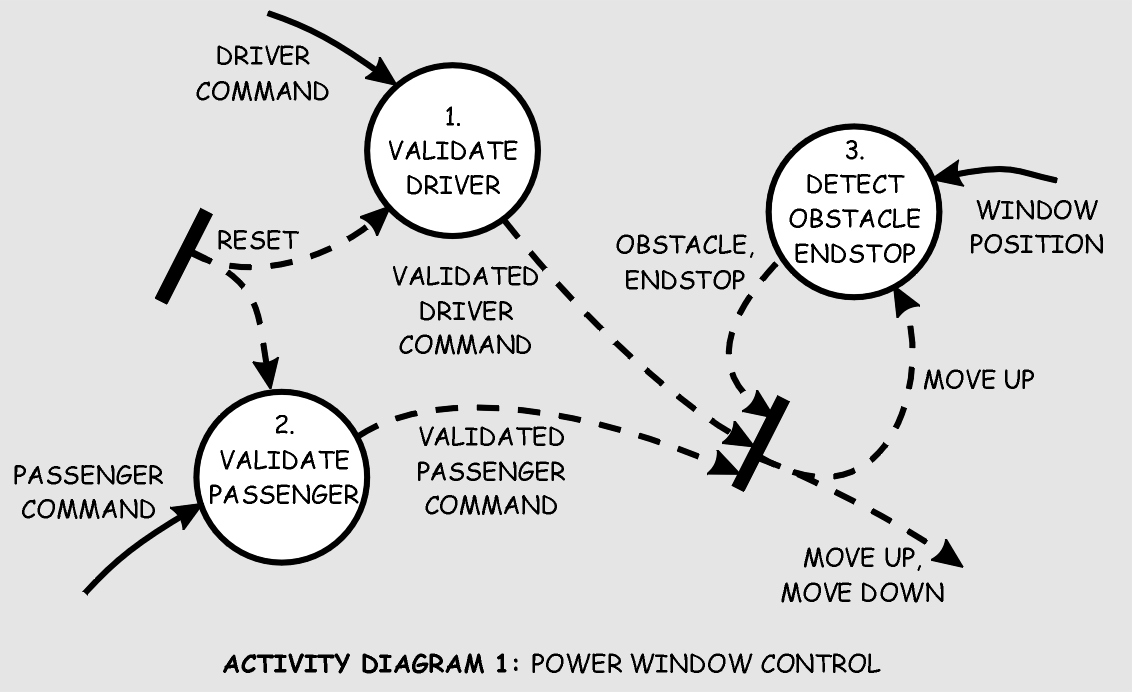 DRIVER
COMMAND
1.
VALIDATE
DRIVER
3.
DETECT
OBSTACLE
ENDSTOP
WINDOW
POSITION
RESET
OBSTACLE,
ENDSTOP
VALIDATED
DRIVER
COMMAND
MOVE UP
2.
VALIDATE
PASSENGER
VALIDATED
PASSENGER
COMMAND
PASSENGER
COMMAND
MOVE UP,
MOVE DOWN
ACTIVITY DIAGRAM 1: POWER WINDOW CONTROL